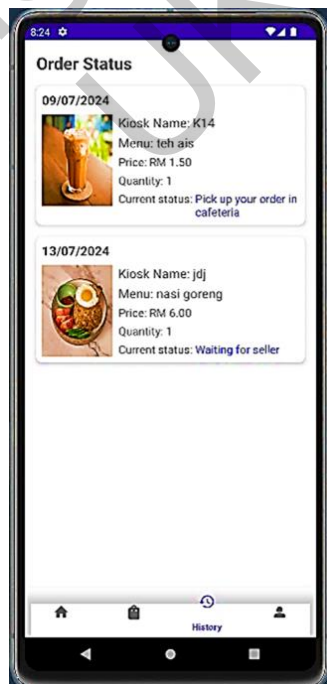 8:24
Order Status
09/07/2024
Kiosk Name: K14
Menu: teh ais
Price: RM 1.50
Quantity: 1
Current status: Pick up your order in
cafeteria
13/07/2024
Kiosk Name: jdj
Menu: nasi goreng
Price: RM 6.00
Quantity: 1
Current status: Waiting for seller
History